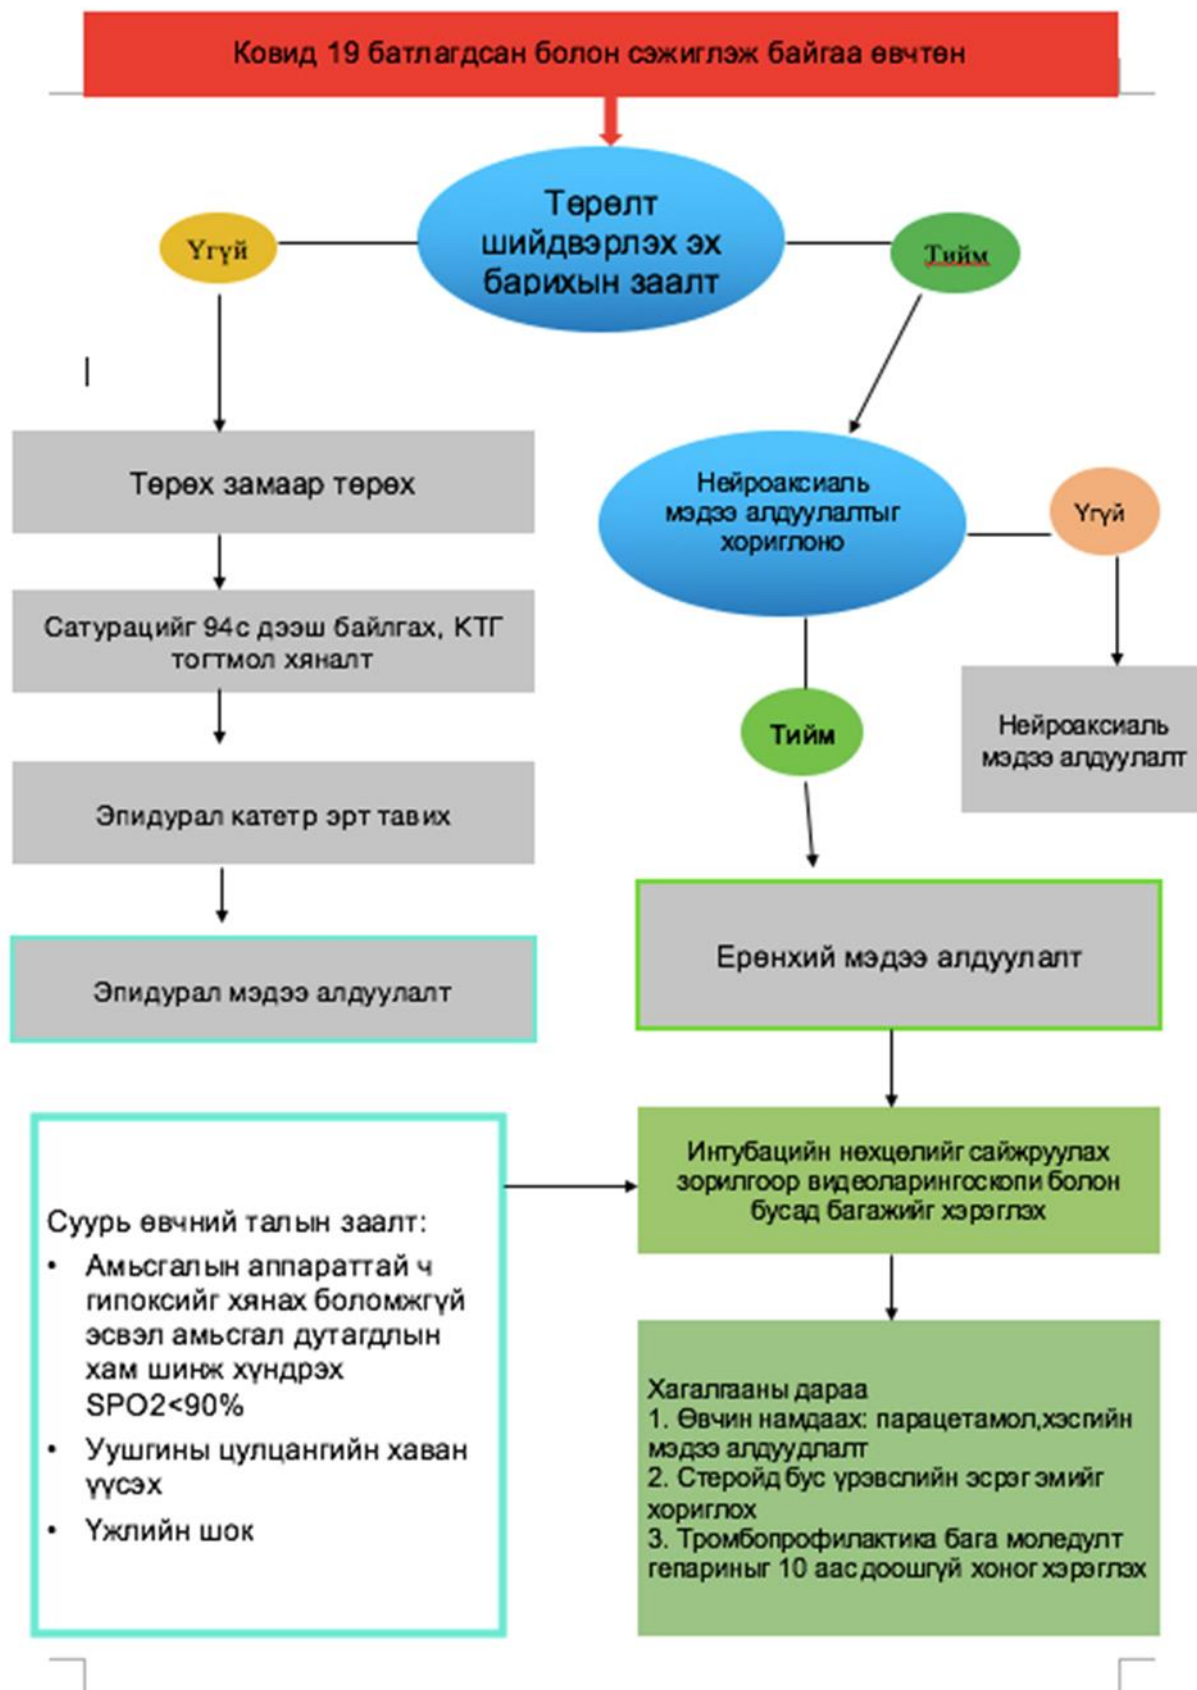 Ковид 19 батлагдсан болон сэжиглэж байгаа өвчтөн
Төрөлт
шийдвэрлэх эх
барихын заалт
Үгүй
Тийм
Төрөх замаар төрөх
Сатурацийг 94с дээш байлгах, КТГ
тогтмол хяналт
Эпидурал катетр эрт тавих
Эпидурал мэдээ алдуулалт
Нейроаксиаль
мэдээ алдуулалтыг
хориглоно
Үгүй
Нейроаксиаль
мэдээ алдуулалт
Тийм
Ерөнхий мэдээ алдуулалт
Суурь өвчний талын заалт:
• Амьсгалын аппараттай ч
гипоксийг хянах боломжгүй
эсвэл амьсгал дутагдлын
хам шинж хүндрэх
SPO2<90%
• Уушгины цулцангийн хаван
үүсэх
• Үжлийн шок
Интубацийн нөхцөлийг сайжруулах
зорилгоор видеоларингоскопи болон
бусад багажийг хэрэглэх
Хагалгааны дараа
1. Өвчин намдаах: парацетамол,хэсгийн
мэдээ алдуудлалт
2. Стеройд бус үрэвслийн эсрэг эмийг
хориглох
3. Тромбопрофилактика бага моледулт
гепариныг 10 аас доошгүй хоног хэрэглэх